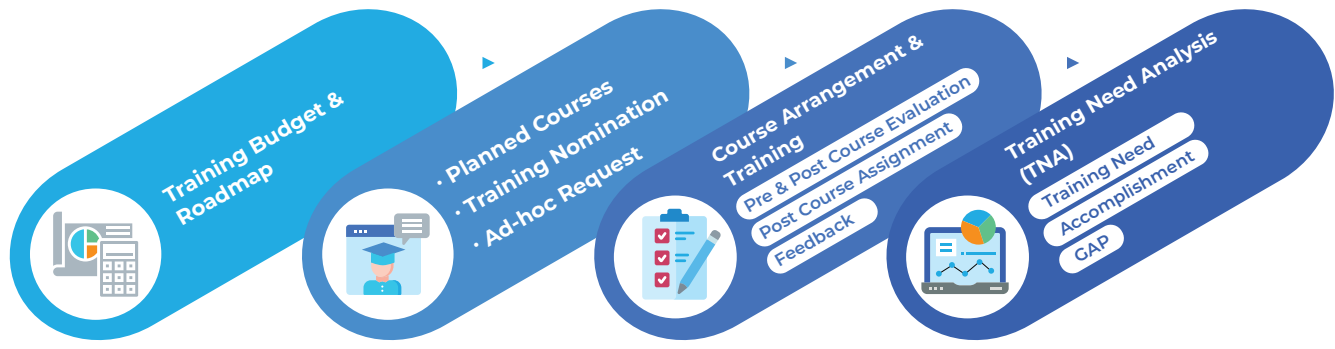 Training Budget &
Roadmap
· Planned Courses
· Training Nomination
· Ad-hoc Request
Course Arrangement &
Training
Pre & Post Course Evaluation
Post Course Assignment
Feedback
Training Need Analysis
(TNA)
Training Need
Accomplishment
GAP